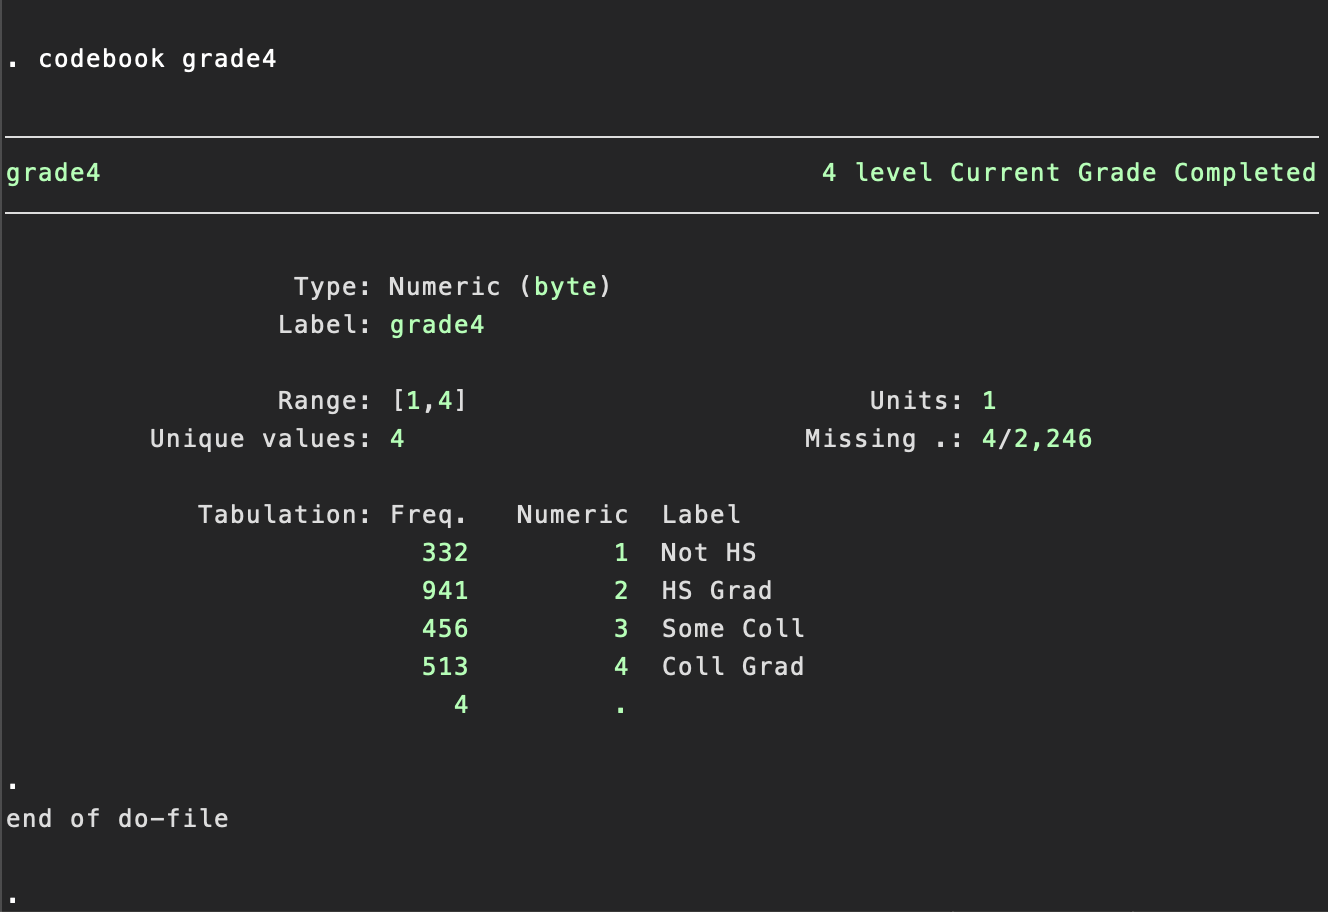 . codebook grade4
grade4 4 level Current Grade Completed
Type: Numeric (byte)
Label: grade4
Range: [1,4] Units: 1
Unique values: 4 Missing .: 4/2,246
Tabulation: Freq. Numeric Label
332 1 Not HS
941 2 HS Grad
456 3 Some Coll
513 4 Coll Grad
4 .
.
end of do-file
.